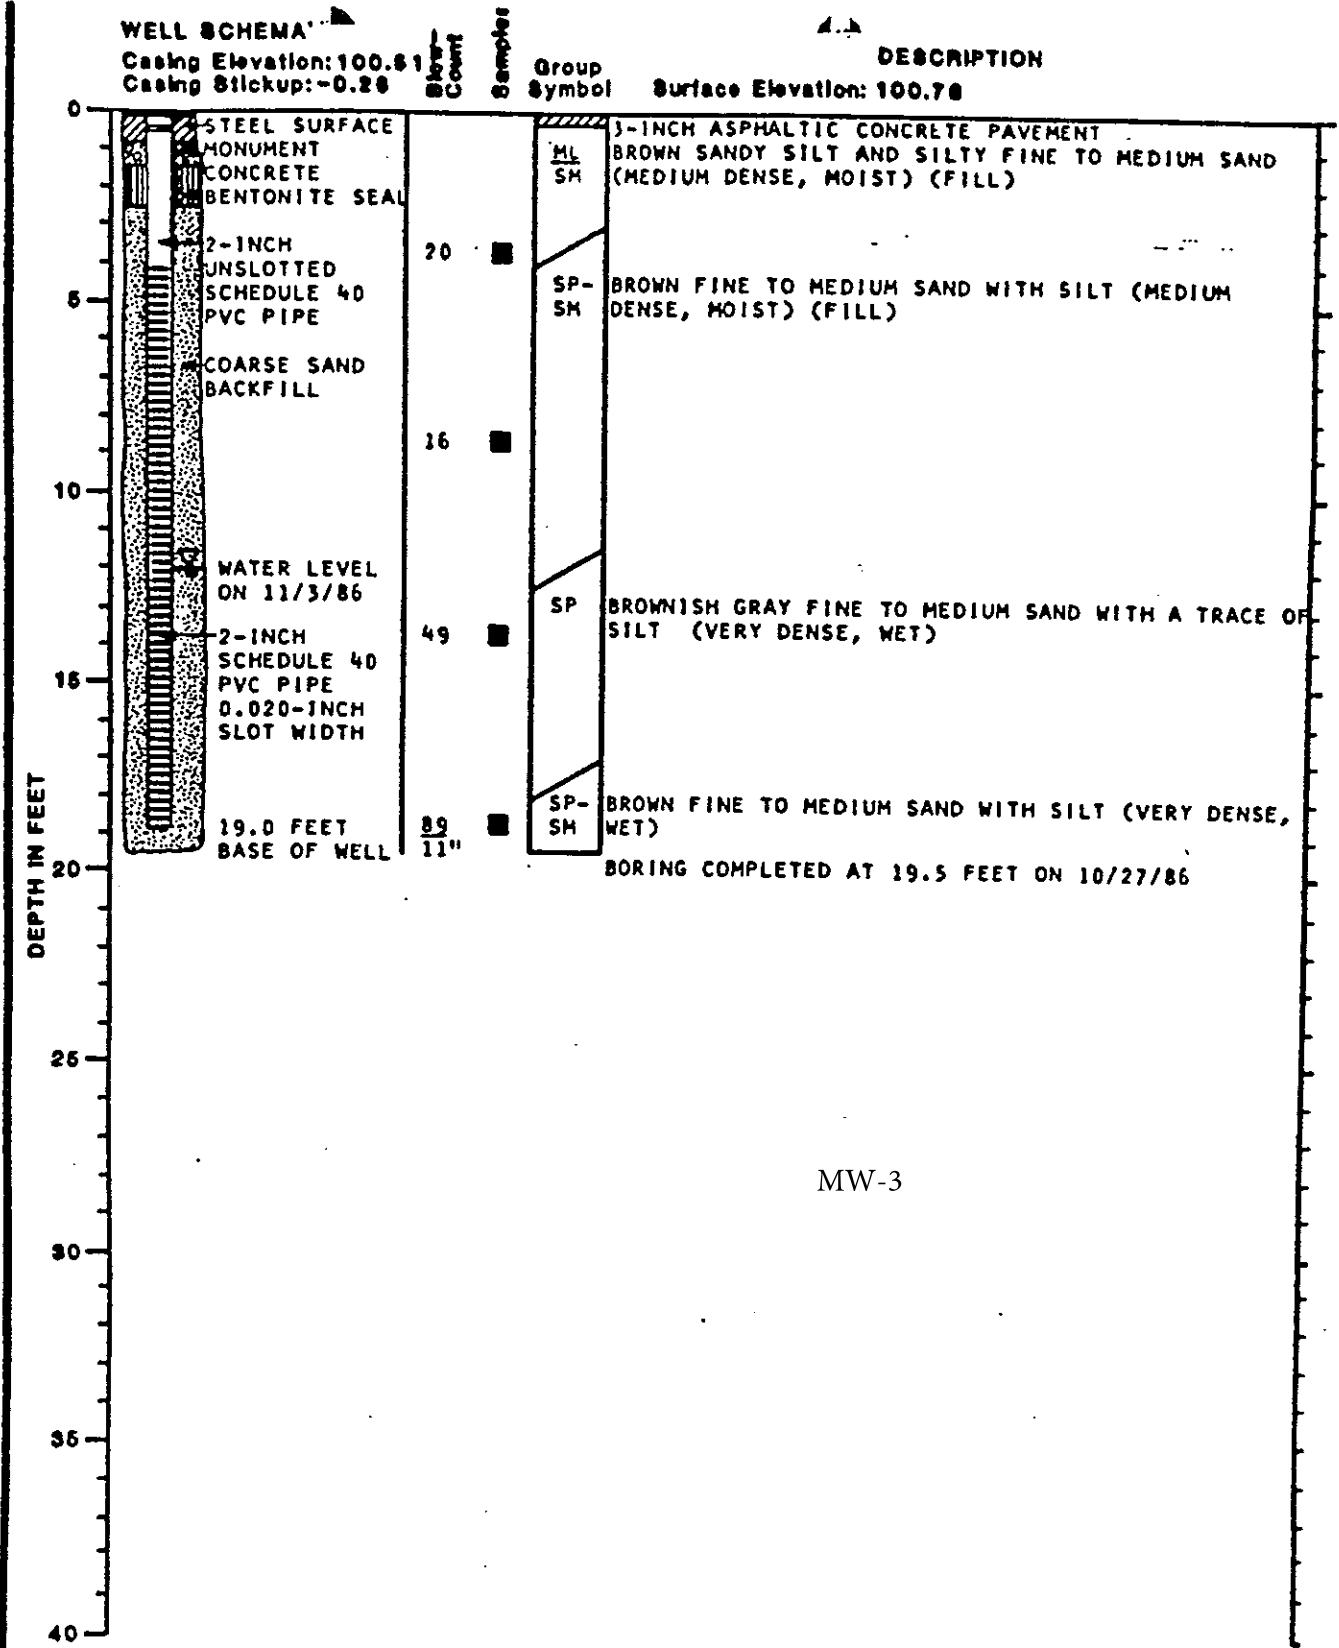 WELL SCHEMA
Casing Elevation: 100.51
Casing Stickup: -0.26
Blow-
Count
Samples
Group
Symbol
DESCRIPTION
Surface Elevation: 100.76
0
STEEL SURFACE
MONUMENT
CONCRETE
BENTONITE SEAL
3-INCH ASPHALTIC CONCRETE PAVEMENT
ML
SM
BROWN SANDY SILT AND SILTY FINE TO MEDIUM SAND
(MEDIUM DENSE, MOIST) (FILL)
2-INCH
UNSLOTTED
SCHEDULE 40
PVC PIPE
20
5
SP-
SM
BROWN FINE TO MEDIUM SAND WITH SILT (MEDIUM
DENSE, MOIST) (FILL)
COARSE SAND
BACKFILL
16
10
WATER LEVEL
ON 11/3/86
SP
BROWNISH GRAY FINE TO MEDIUM SAND WITH A TRACE OF
SILT (VERY DENSE, WET)
2-INCH
SCHEDULE 40
PVC PIPE
0.020-INCH
SLOT WIDTH
49
15
DEPTH IN FEET
19.0 FEET
BASE OF WELL
89
11"
SP-
SM
BROWN FINE TO MEDIUM SAND WITH SILT (VERY DENSE,
WET)
20
BORING COMPLETED AT 19.5 FEET ON 10/27/86
25
MW-3
30
35
40